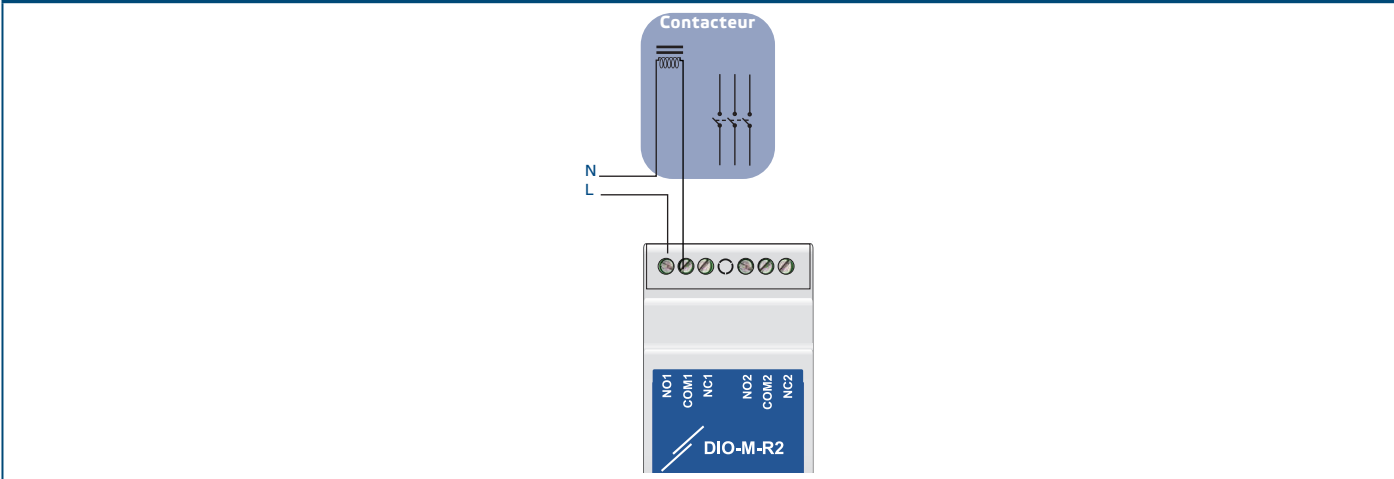 Contacteur
N
L
NO1
COM1
NC1
NO2
COM2
NC2
DIO-M-R2